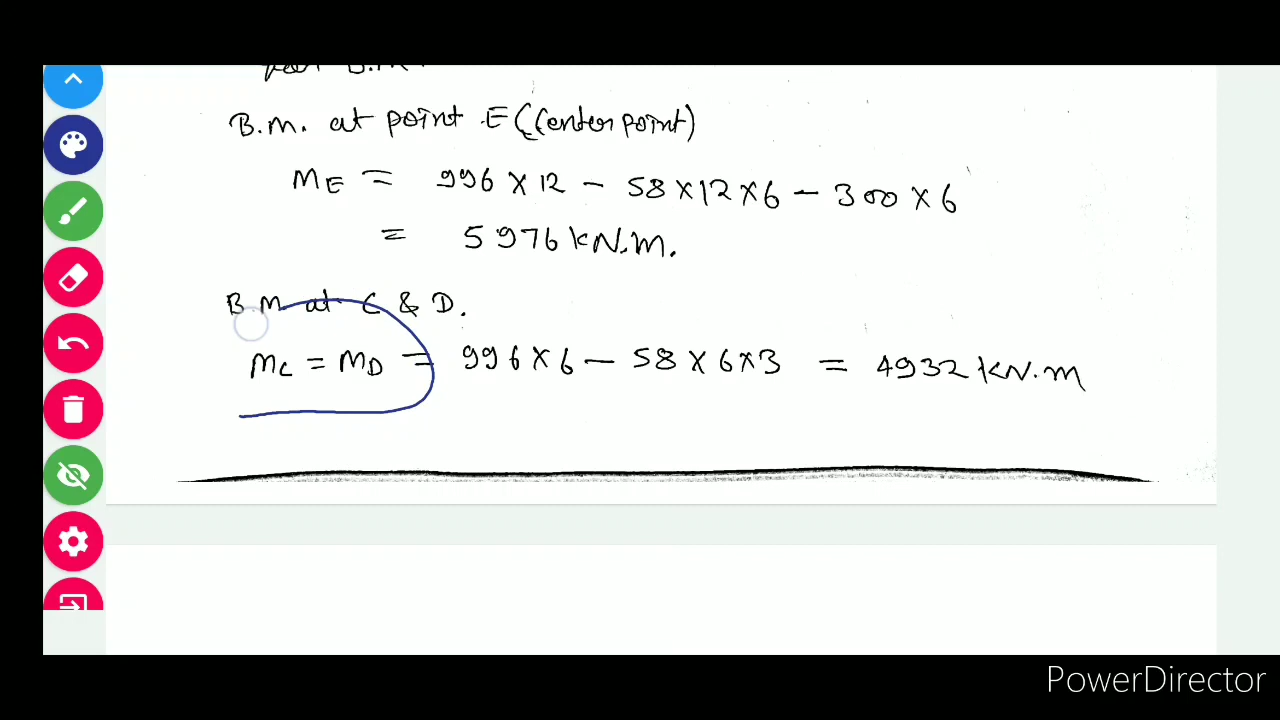 B.M. at point E (Center point)
ME = 996 × 12 - 58 × 12 × 6 - 300 × 6
= 5976 kN.m.
B.M. at C & D.
MC = MD = 996 × 6 - 58 × 6 × 3 = 4932 kN.m
PowerDirector